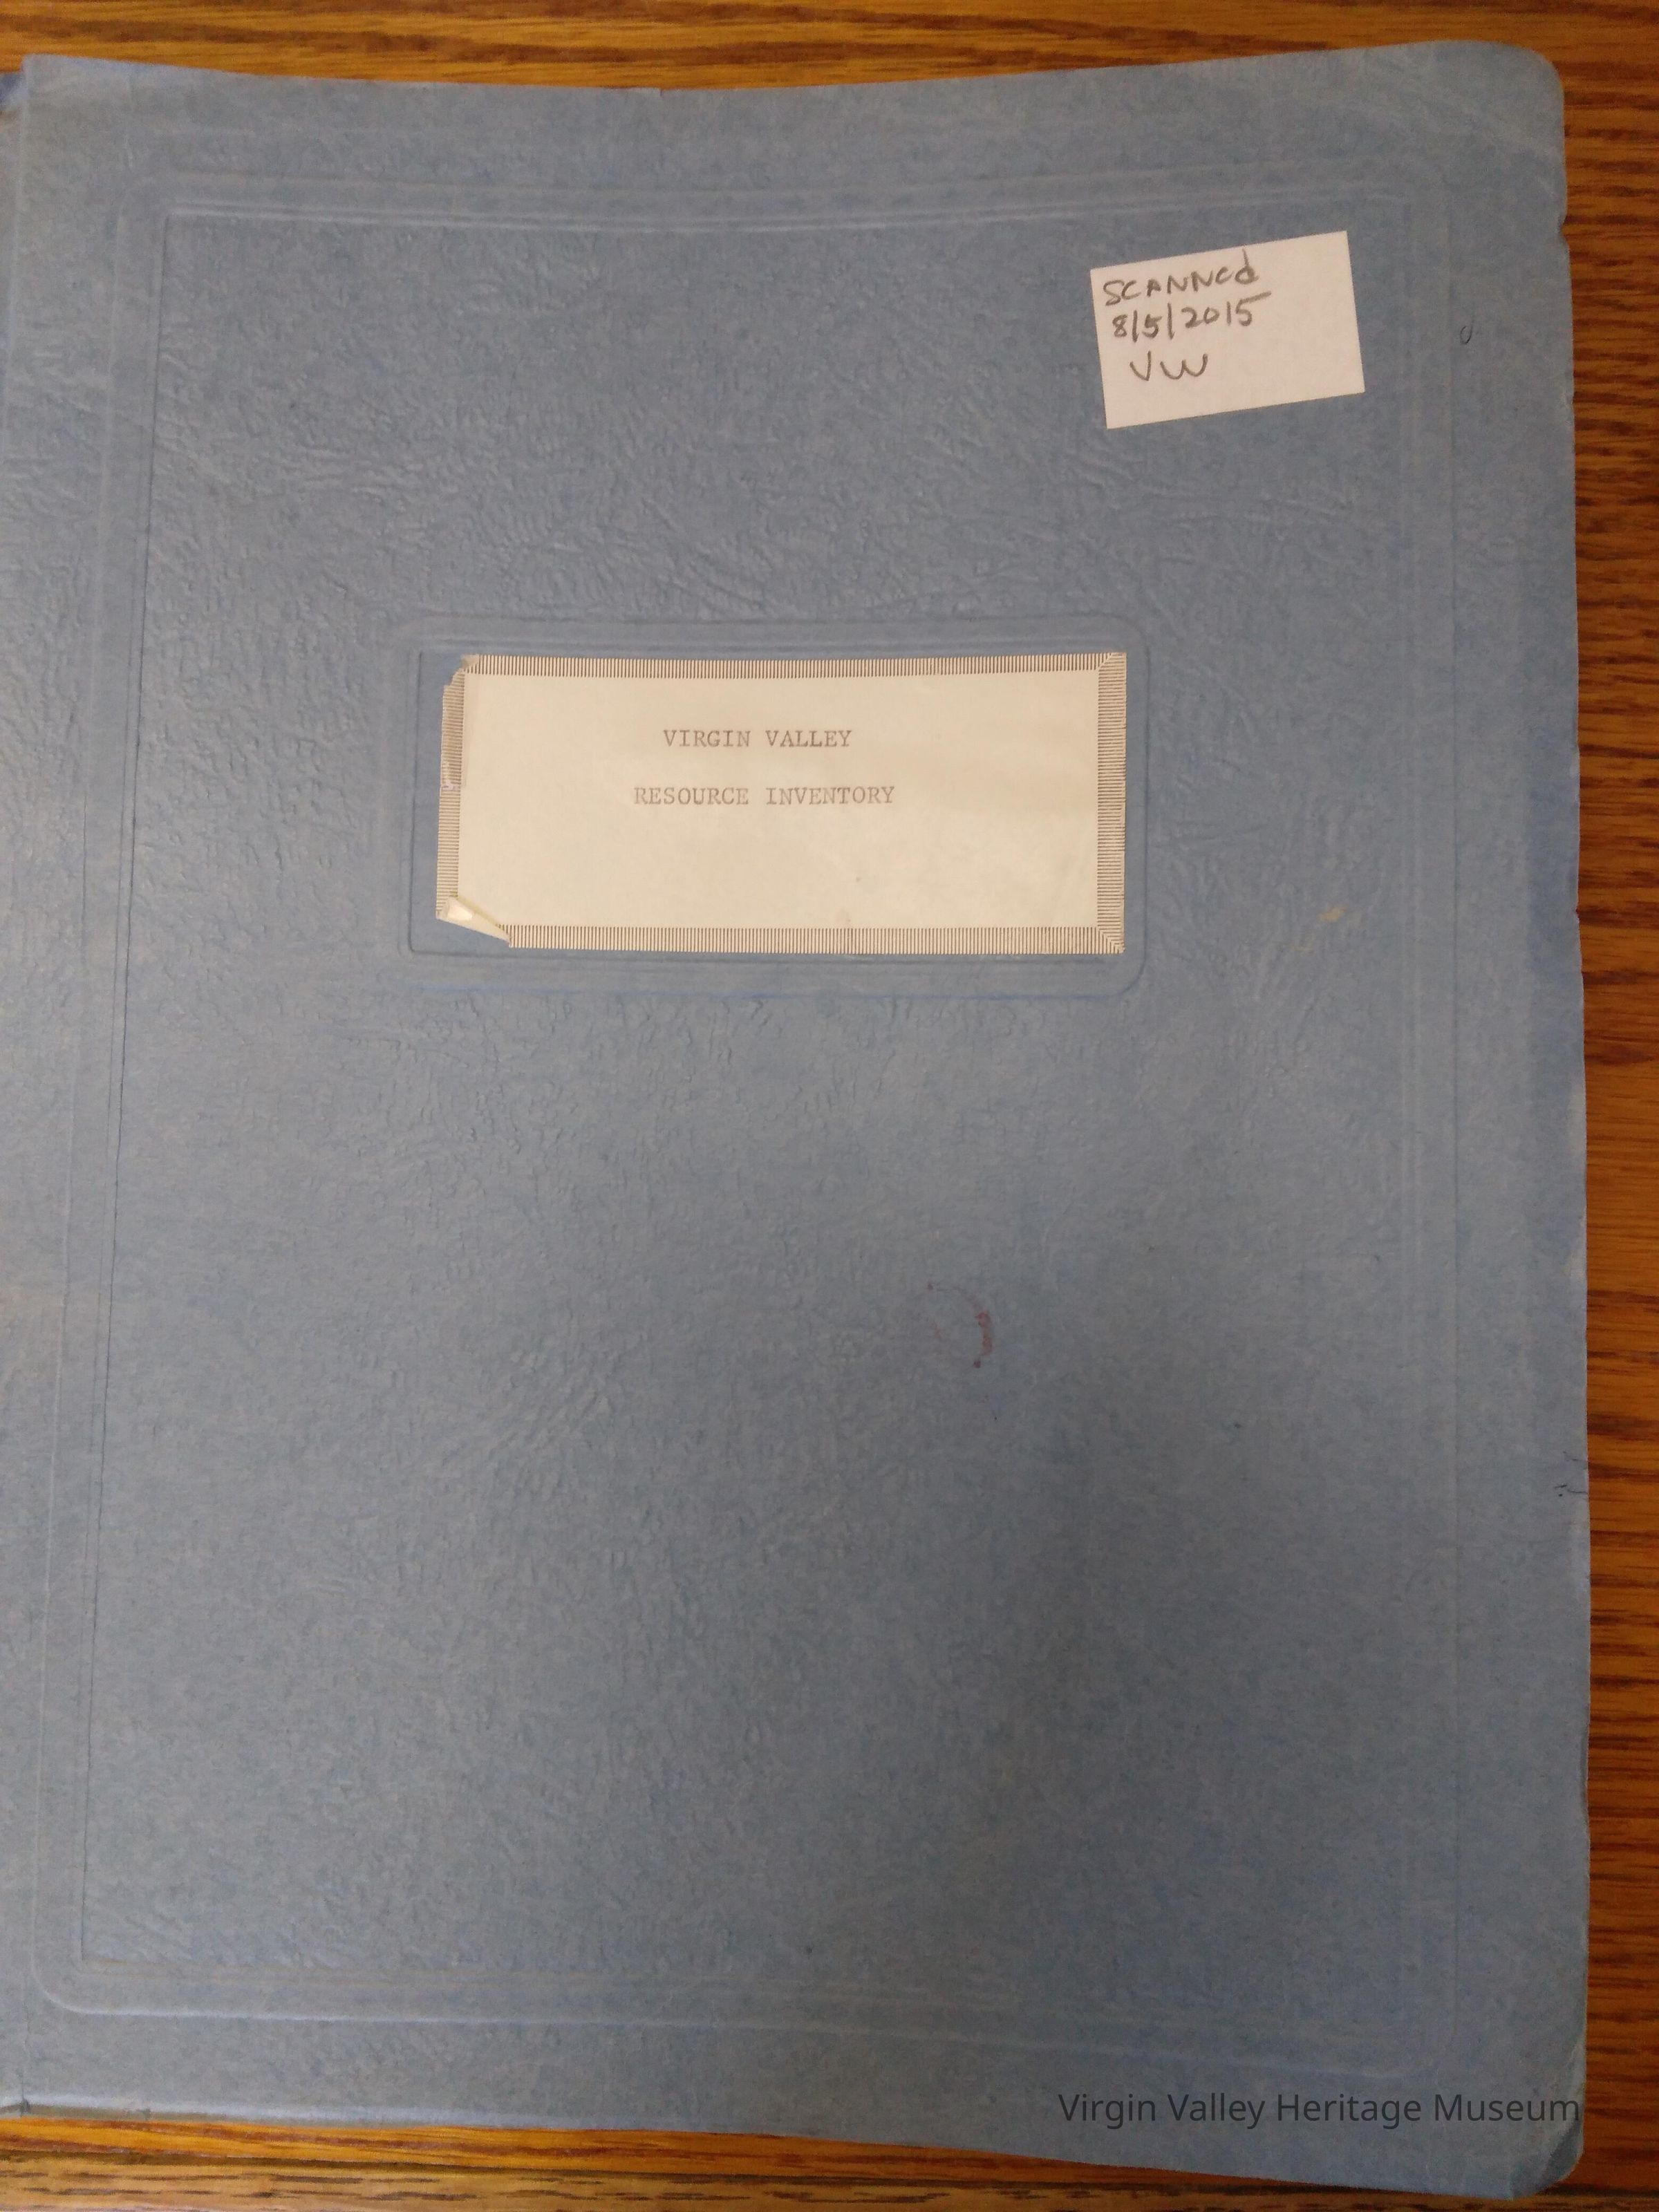 SCANNEd
8/5/2015
VW
VIRGIN VALLEY
RESOURCE INVENTORY
Virgin Valley Heritage Museum